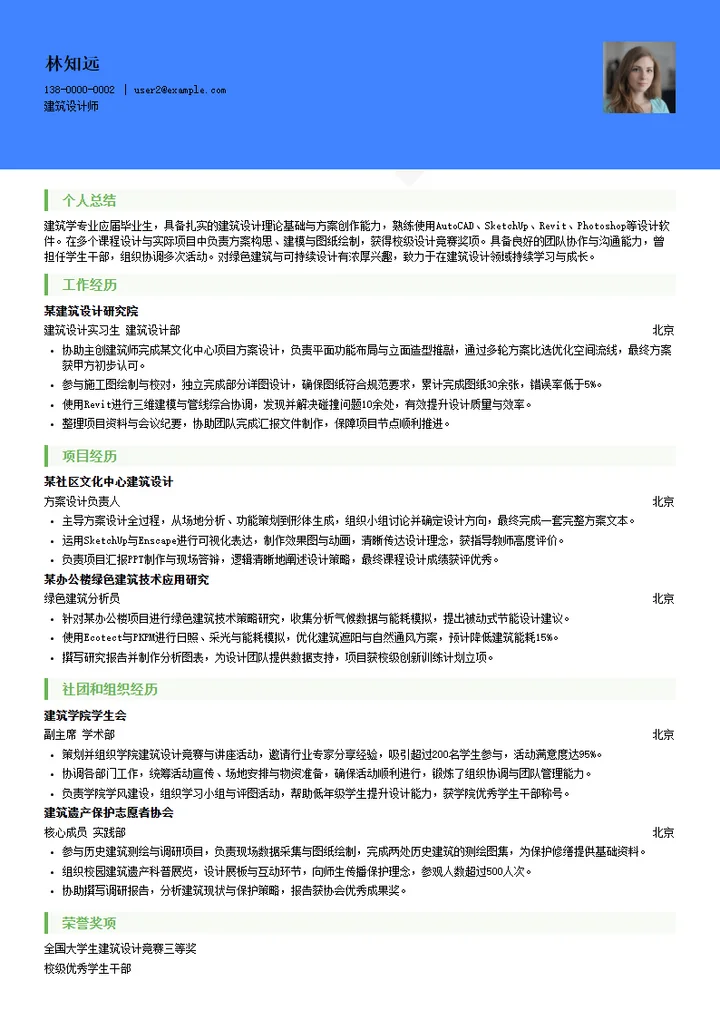 林知远
138-0000-0002 | user2@example.com
建筑设计师
个人总结
建筑学专业应届毕业生，具备扎实的建筑设计理论基础与方案创作能力，熟练使用AutoCAD、SketchUp、Revit、Photoshop等设计软
件。在多个课程设计与实际项目中负责方案构思、建模与图纸绘制，获得校级设计竞赛奖项。具备良好的团队协作与沟通能力，曾
担任学生干部，组织协调多次活动。对绿色建筑与可持续设计有浓厚兴趣，致力于在建筑设计领域持续学习与成长。
工作经历
某建筑设计研究院
建筑设计实习生 建筑设计部 北京
• 协助主创建筑师完成某文化中心项目方案设计，负责平面功能布局与立面造型推敲，通过多轮方案比选优化空间流线，最终方案
获甲方初步认可。
• 参与施工图绘制与校对，独立完成部分详图设计，确保图纸符合规范要求，累计完成图纸30余张，错误率低于5%。
• 使用Revit进行三维建模与管线综合协调，发现并解决碰撞问题10余处，有效提升设计质量与效率。
• 整理项目资料与会议纪要，协助团队完成汇报文件制作，保障项目节点顺利推进。
项目经历
某社区文化中心建筑设计
方案设计负责人 北京
• 主导方案设计全过程，从场地分析、功能策划到形体生成，组织小组讨论并确定设计方向，最终完成一套完整方案文本。
• 运用SketchUp与Enscape进行可视化表达，制作效果图与动画，清晰传达设计理念，获指导教师高度评价。
• 负责项目汇报PPT制作与现场答辩，逻辑清晰地阐述设计策略，最终课程设计成绩获评优秀。
某办公楼绿色建筑技术应用研究
绿色建筑分析员 北京
• 针对某办公楼项目进行绿色建筑技术策略研究，收集分析气候数据与能耗模拟，提出被动式节能设计建议。
• 使用Ecotect与PKPM进行日照、采光与能耗模拟，优化建筑遮阳与自然通风方案，预计降低建筑能耗15%。
• 撰写研究报告并制作分析图表，为设计团队提供数据支持，项目获校级创新训练计划立项。
社团和组织经历
建筑学院学生会
副主席 学术部 北京
• 策划并组织学院建筑设计竞赛与讲座活动，邀请行业专家分享经验，吸引超过200名学生参与，活动满意度达95%。
• 协调各部门工作，统筹活动宣传、场地安排与物资准备，确保活动顺利进行，锻炼了组织协调与团队管理能力。
• 负责学院学风建设，组织学习小组与评图活动，帮助低年级学生提升设计能力，获学院优秀学生干部称号。
建筑遗产保护志愿者协会
核心成员 实践部 北京
• 参与历史建筑测绘与调研项目，负责现场数据采集与图纸绘制，完成两处历史建筑的测绘图集，为保护修缮提供基础资料。
• 组织校园建筑遗产科普展览，设计展板与互动环节，向师生传播保护理念，参观人数超过500人次。
• 协助撰写调研报告，分析建筑现状与保护策略，报告获协会优秀成果奖。
荣誉奖项
全国大学生建筑设计竞赛三等奖
校级优秀学生干部